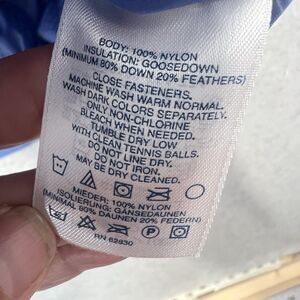 BODY: 100% NYLON
INSULATION: GOOSEDOWN
(MINIMUM 80% DOWN 20% FEATHERS)
CLOSE FASTENERS.
MACHINE WASH WARM NORMAL.
WASH DARK COLORS SEPARATELY.
ONLY NON-CHLORINE
BLEACH WHEN NEEDED.
TUMBLE DRY LOW
WITH CLEAN TENNIS BALLS.
DO NOT LINE DRY.
DO NOT IRON.
MAY BE DRY CLEANED.
MIEDER: 100% NYLON
ISOLIERUNG: GÄNSEDAUNEN
(MINIMAL 80% DAUNEN 20% FEDERN)
RN 62830